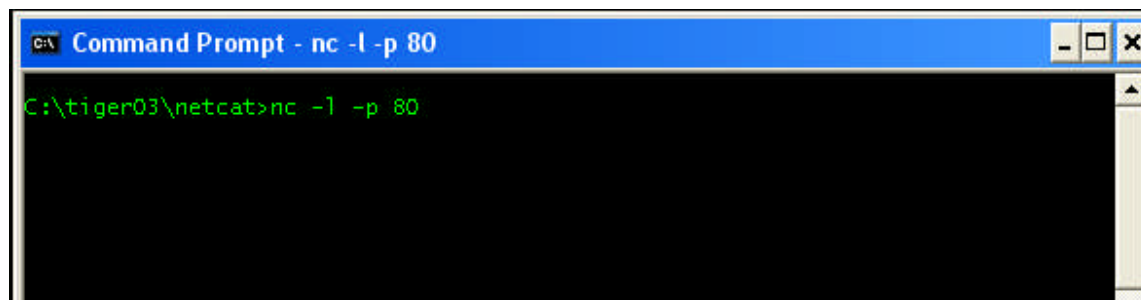 Command Prompt - nc -l -p 80
C:\tiger03\netcat>nc -l -p 80